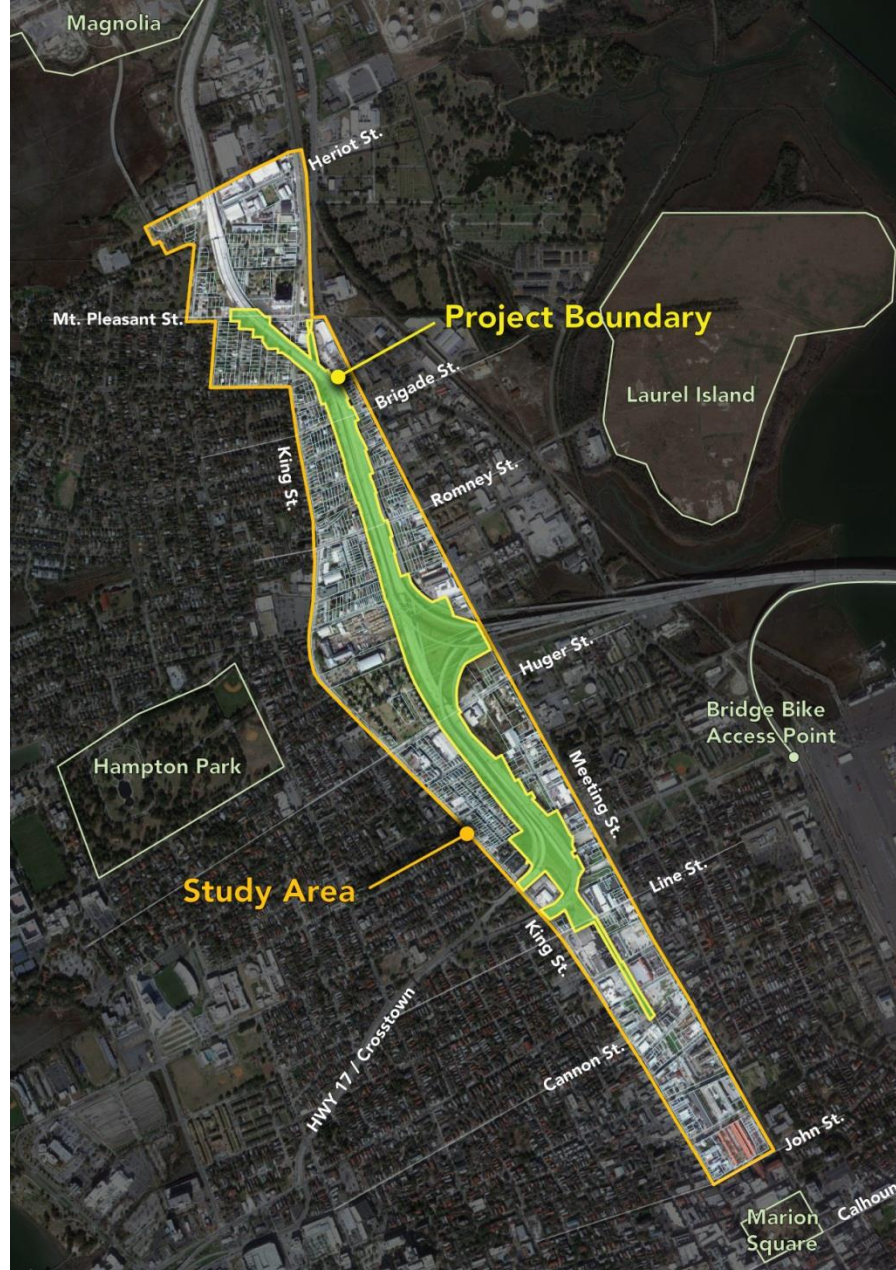 Magnolia
Heriot St.
Mt. Pleasant St.
Project Boundary
Brigade St.
Laurel Island
King St.
Romney St.
Huger St.
Bridge Bike
Access Point
Hampton Park
Meeting St.
Study Area
Line St.
King St.
HWY 17 / Crosstown
Cannon St.
John St.
Calhoun
Marion
Square